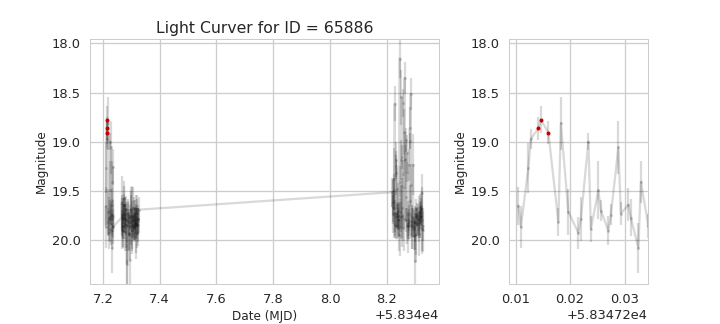 Light Curver for ID = 65886
18.0
18.5
19.0
19.5
20.0
Magnitude
7.2 7.4 7.6 7.8 8.0 8.2
Date (MJD) +5.834e4
18.0
18.5
19.0
19.5
20.0
Magnitude
0.01 0.02 0.03
+5.83472e4